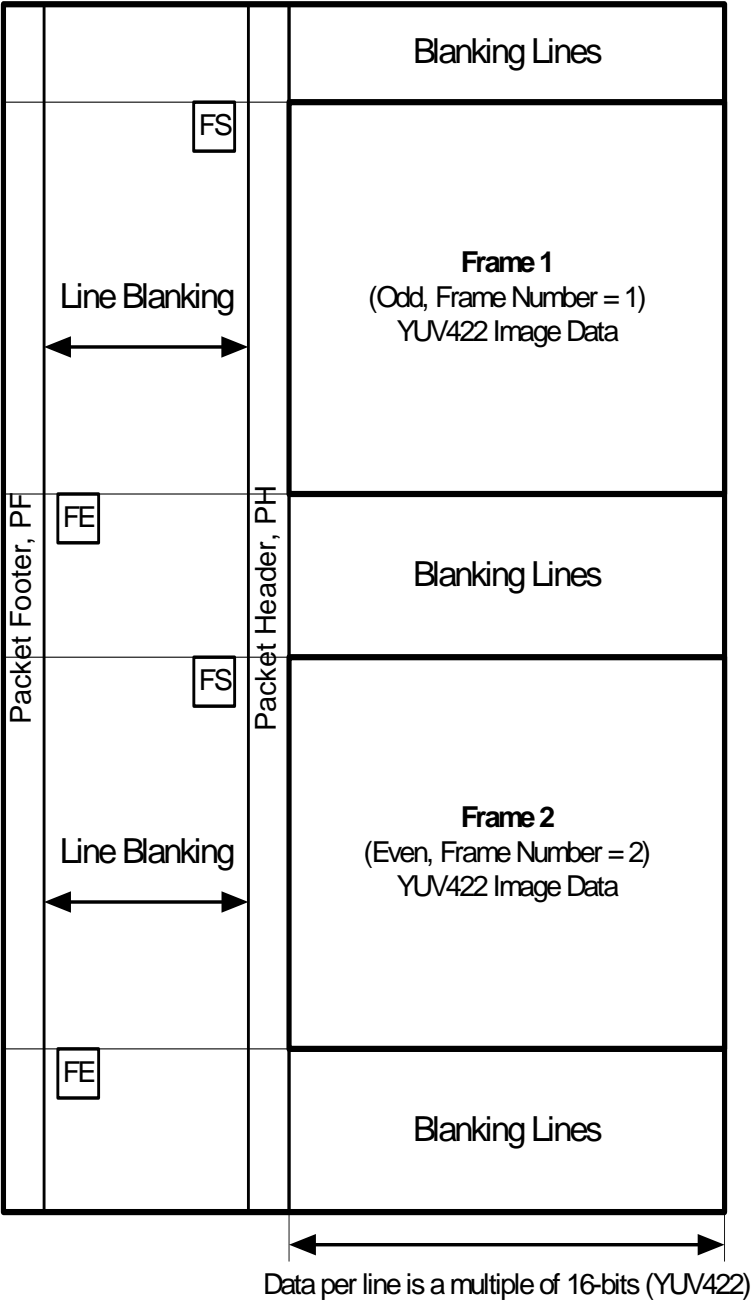 Blanking Lines
FS
Frame 1
(Odd, Frame Number = 1)
YUV422 Image Data
Line Blanking
Packet Footer, PF
FE
Packet Header, PH
Blanking Lines
FS
Frame 2
(Even, Frame Number = 2)
YUV422 Image Data
Line Blanking
FE
Blanking Lines
Data per line is a multiple of 16-bits (YUV422)